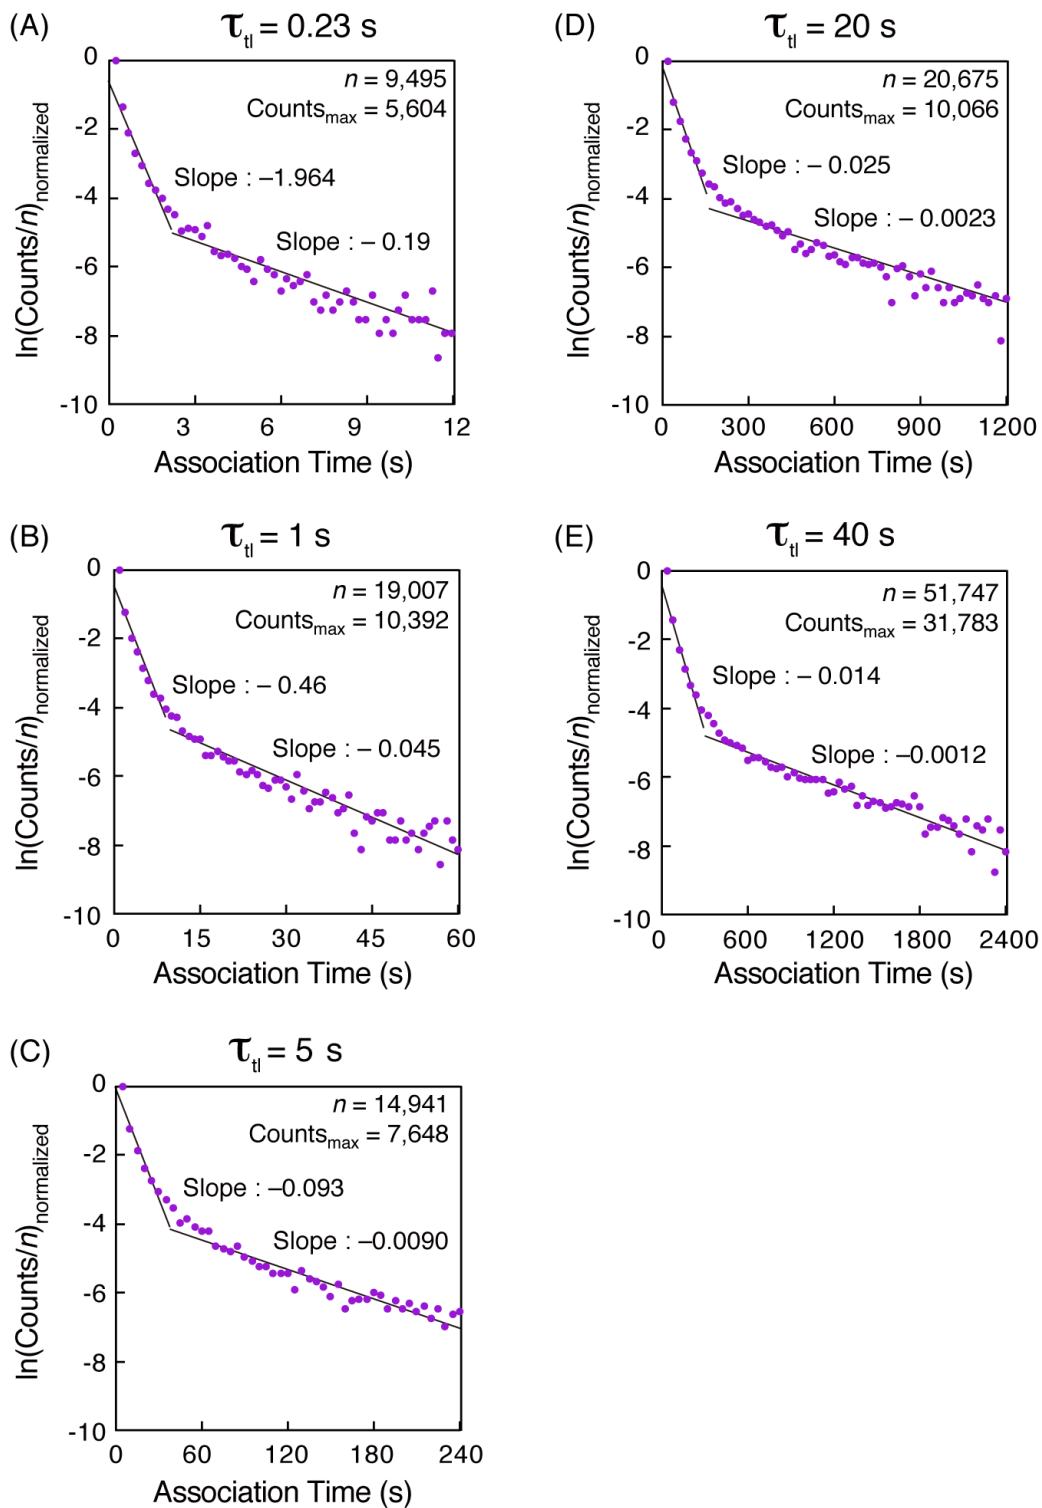 (A)
τtl = 0.23 s
n = 9,495
Countsmax = 5,604
Slope : –1.964
Slope : – 0.19
ln(Counts/n)normalized
0
-2
-4
-6
-8
-10
0 3 6 9 12
Association Time (s)
(D)
τtl = 20 s
n = 20,675
Countsmax = 10,066
Slope : – 0.025
Slope : – 0.0023
ln(Counts/n)normalized
0
-2
-4
-6
-8
-10
0 300 600 900 1200
Association Time (s)
(B)
τtl = 1 s
n = 19,007
Countsmax = 10,392
Slope : – 0.46
Slope : – 0.045
ln(Counts/n)normalized
0
-2
-4
-6
-8
-10
0 15 30 45 60
Association Time (s)
(E)
τtl = 40 s
n = 51,747
Countsmax = 31,783
Slope : – 0.014
Slope : –0.0012
ln(Counts/n)normalized
0
-2
-4
-6
-8
-10
0 600 1200 1800 2400
Association Time (s)
(C)
τtl = 5 s
n = 14,941
Countsmax = 7,648
Slope : –0.093
Slope : –0.0090
ln(Counts/n)normalized
0
-2
-4
-6
-8
-10
0 60 120 180 240
Association Time (s)